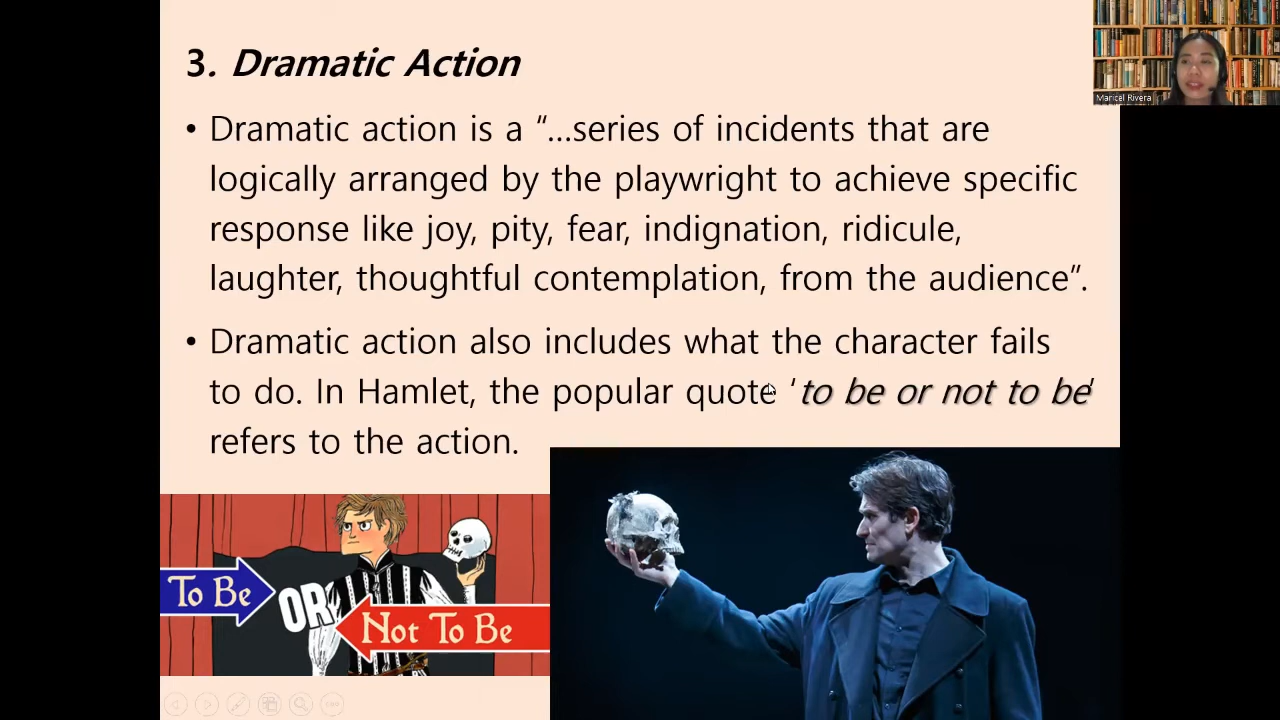 3. Dramatic Action
• Dramatic action is a “...series of incidents that are
logically arranged by the playwright to achieve specific
response like joy, pity, fear, indignation, ridicule,
laughter, thoughtful contemplation, from the audience”.
• Dramatic action also includes what the character fails
to do. In Hamlet, the popular quote ‘to be or not to be’
refers to the action.
To Be
OR
Not To Be
Maricel Rivera